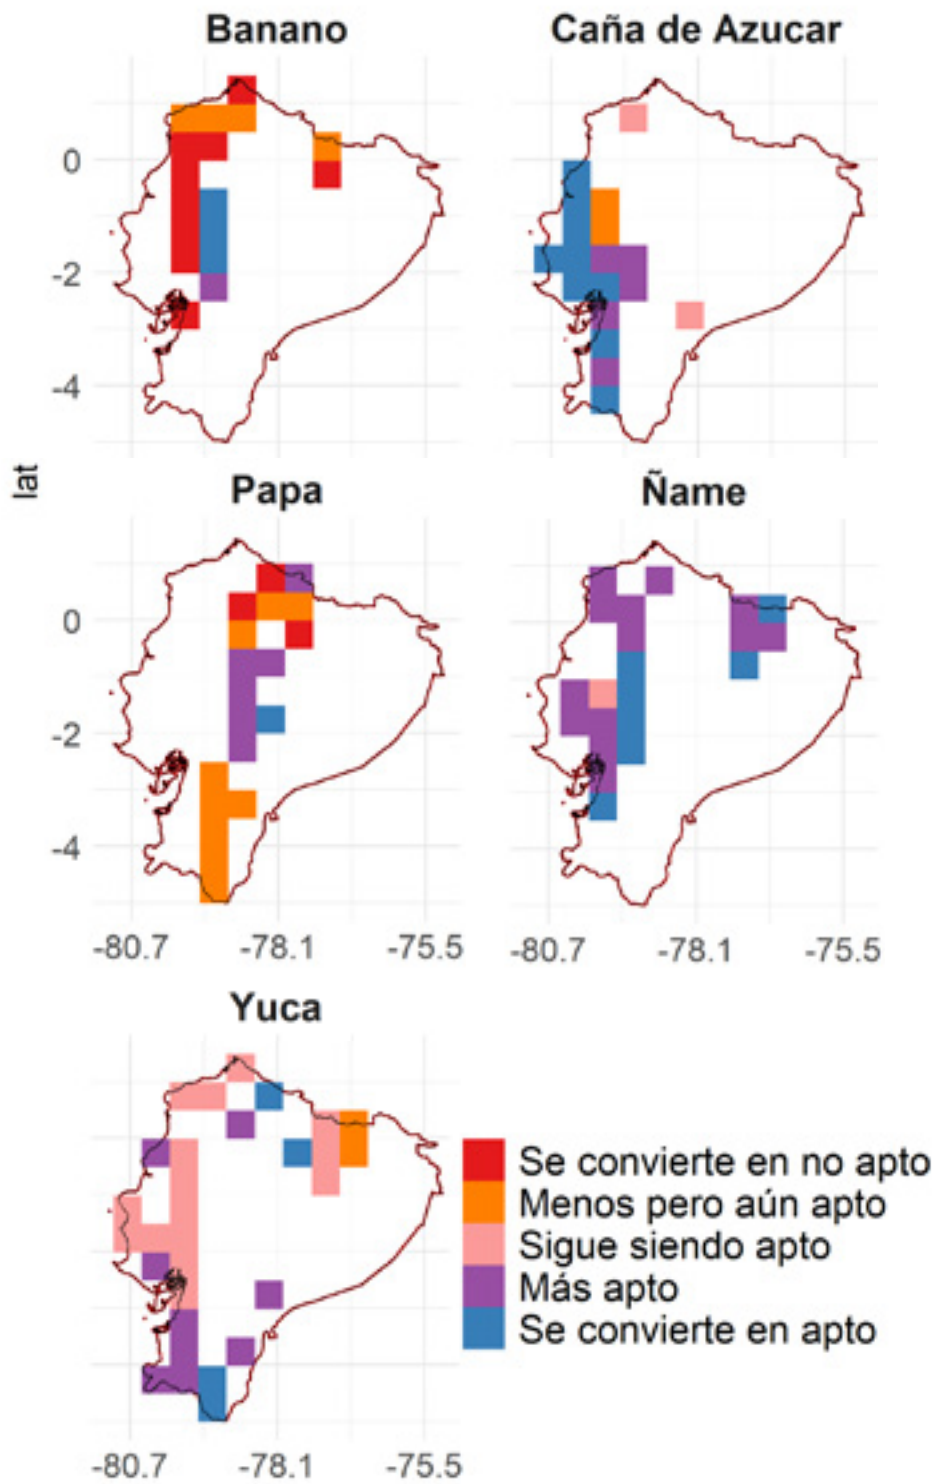 Banano
Caña de Azucar
0
-2
-4
lat
Papa
Ñame
0
-2
-4
-80.7 -78.1 -75.5
-80.7 -78.1 -75.5
Yuca
Se convierte en no apto
Menos pero aún apto
Sigue siendo apto
Más apto
Se convierte en apto
-80.7 -78.1 -75.5